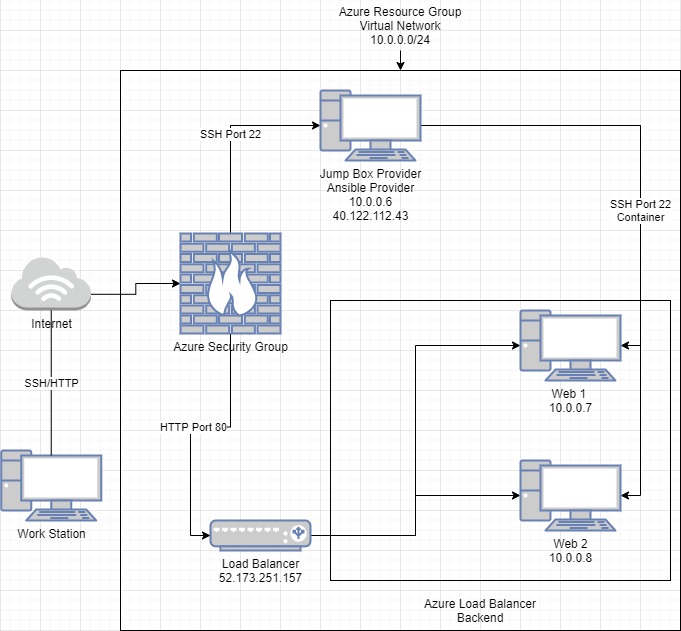 Azure Resource Group
Virtual Network
10.0.0.0/24
SSH Port 22
Jump Box Provider
Ansible Provider
10.0.0.6
40.122.112.43
SSH Port 22
Container
Internet
Azure Security Group
SSH/HTTP
Web 1
10.0.0.7
HTTP Port 80
Work Station
Load Balancer
52.173.251.157
Web 2
10.0.0.8
Azure Load Balancer
Backend